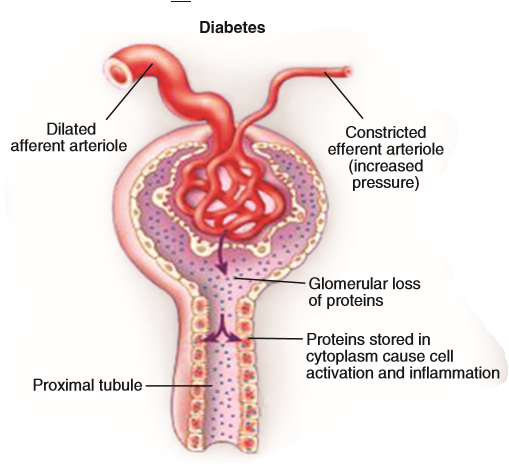 Diabetes
Dilated
afferent arteriole
Constricted
efferent arteriole
(increased
pressure)
Glomerular loss
of proteins
Proteins stored in
cytoplasm cause cell
activation and inflammation
Proximal tubule